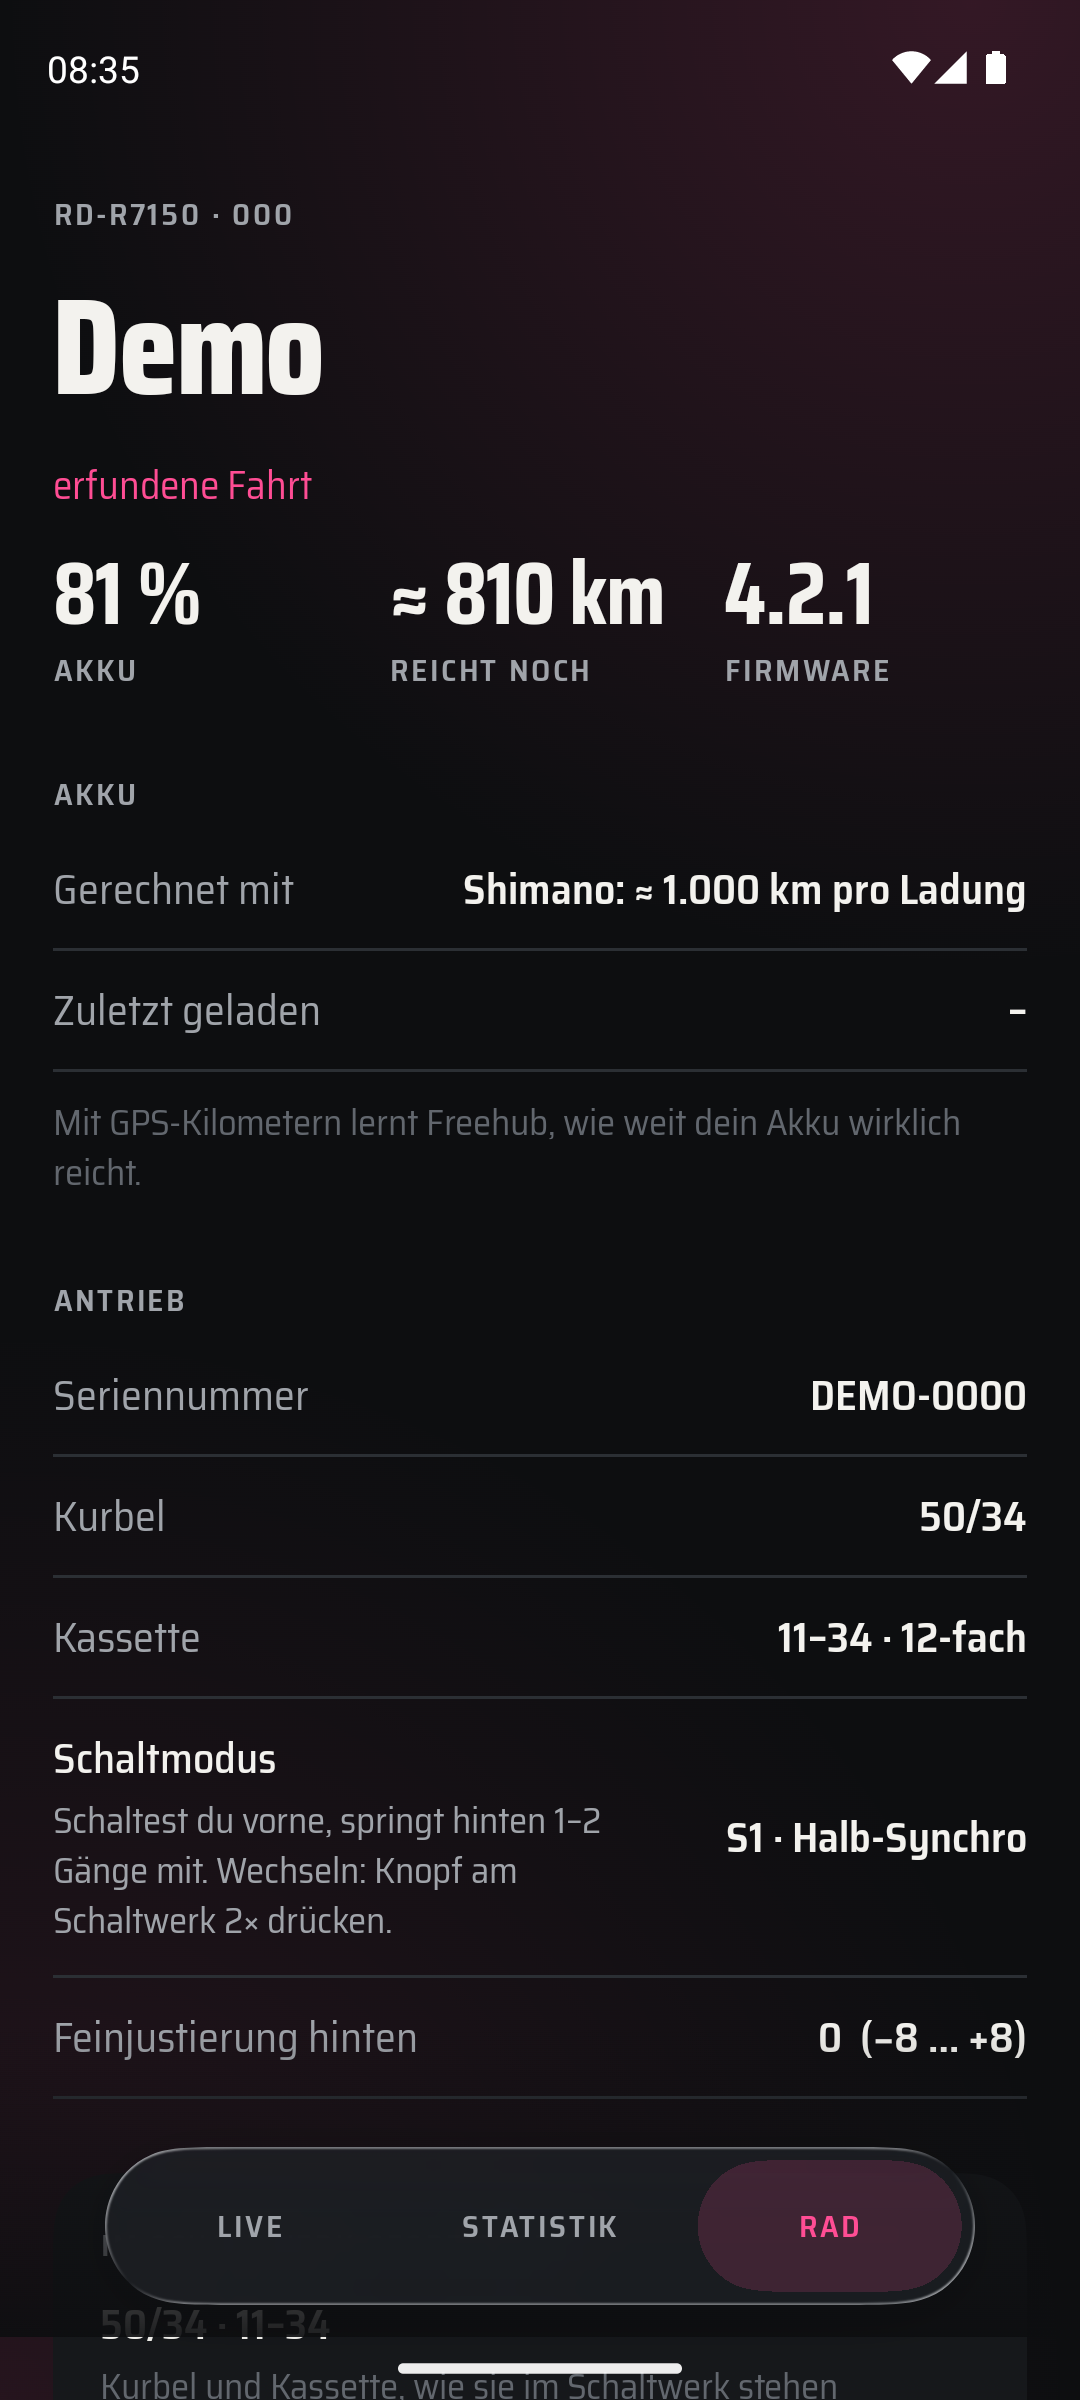 08:35
RD-R7150 · 000
Demo
erfundene Fahrt
81 % ≈ 810 km 4.2.1
AKKU REICHT NOCH FIRMWARE
AKKU
Gerechnet mit Shimano: ≈ 1.000 km pro Ladung
Zuletzt geladen –
Mit GPS-Kilometern lernt Freehub, wie weit dein Akku wirklich
reicht.
ANTRIEB
Seriennummer DEMO-0000
Kurbel 50/34
Kassette 11–34 · 12-fach
Schaltmodus
Schaltest du vorne, springt hinten 1–2
Gänge mit. Wechseln: Knopf am
Schaltwerk 2× drücken.
S1 · Halb-Synchro
Feinjustierung hinten 0 (–8 … +8)
LIVE STATISTIK RAD
50/34 · 11–34
Kurbel und Kassette, wie sie im Schaltwerk stehen